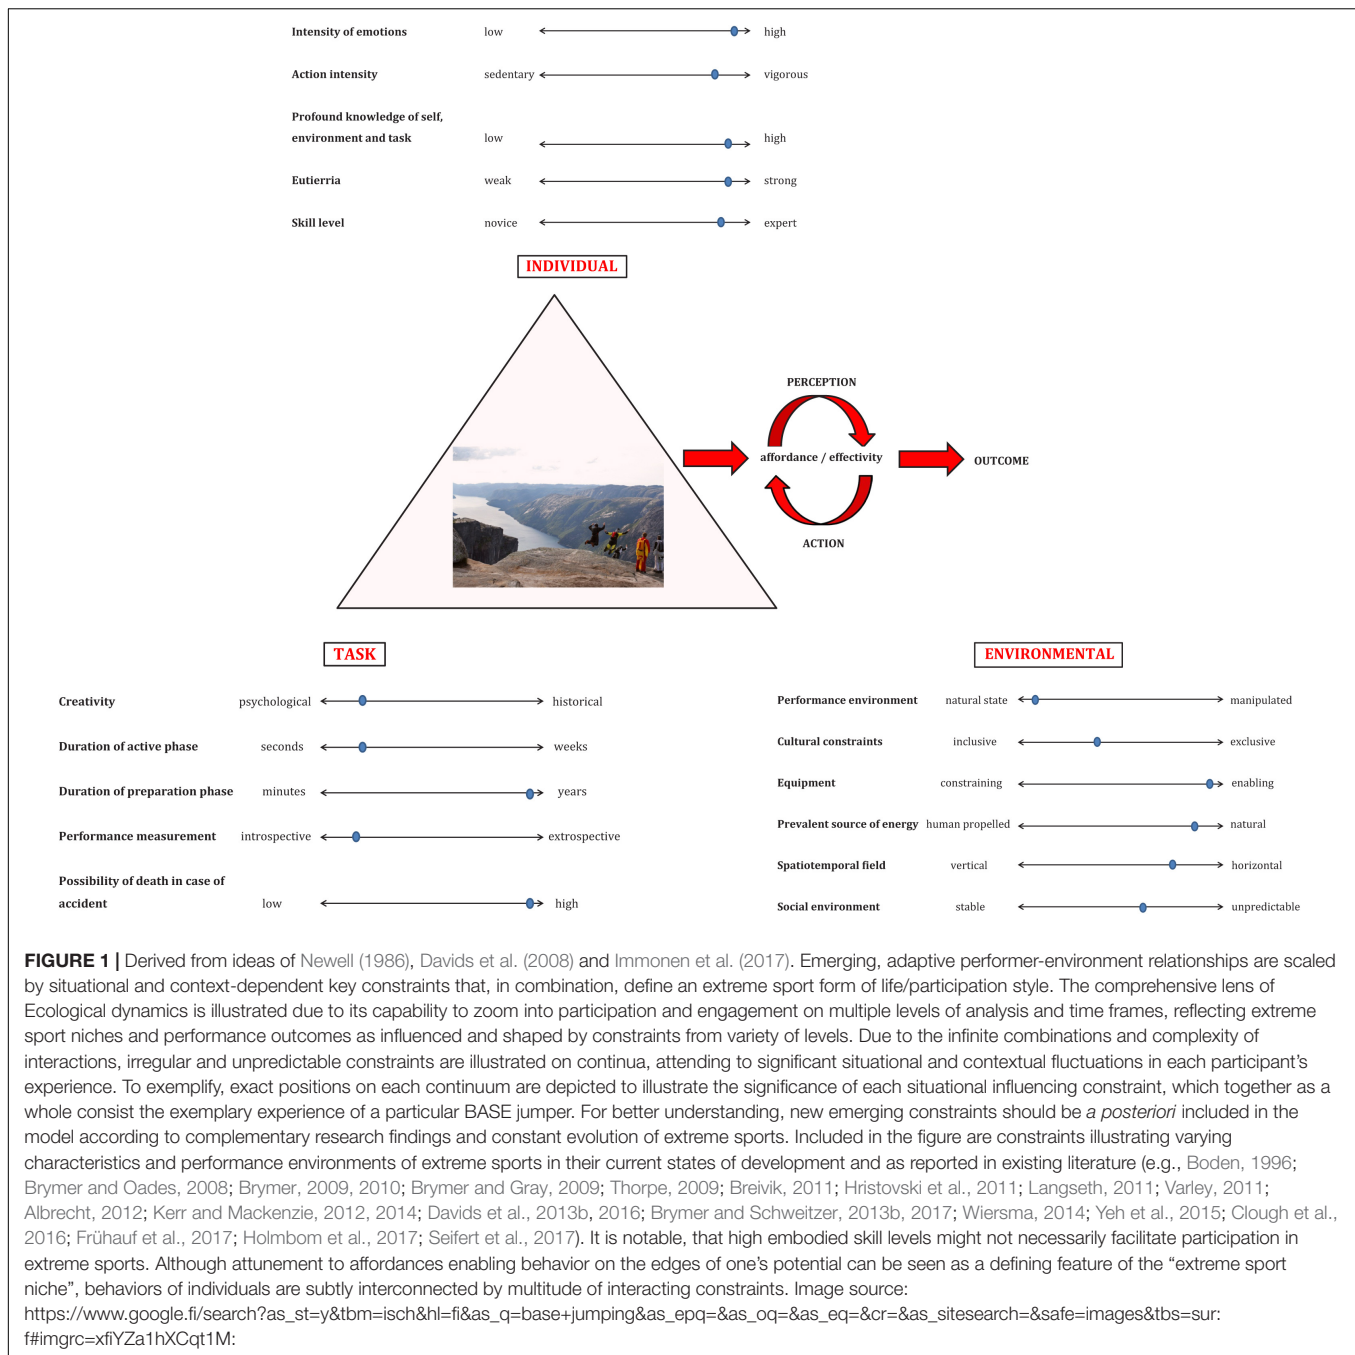 Intensity of emotions low high
Action intensity sedentary vigorous
Profound knowledge of self,
environment and task low high
Eutierria weak strong
Skill level novice expert
INDIVIDUAL
PERCEPTION
affordance / effectivity
OUTCOME
ACTION
TASK
Creativity psychological historical
Duration of active phase seconds weeks
Duration of preparation phase minutes years
Performance measurement introspective extrospective
Possibility of death in case of
accident low high
ENVIRONMENTAL
Performance environment natural state manipulated
Cultural constraints inclusive exclusive
Equipment constraining enabling
Prevalent source of energy human propelled natural
Spatiotemporal field vertical horizontal
Social environment stable unpredictable
FIGURE 1 | Derived from ideas of Newell (1986), Davids et al. (2008) and Immonen et al. (2017). Emerging, adaptive performer-environment relationships are scaled
by situational and context-dependent key constraints that, in combination, define an extreme sport form of life/participation style. The comprehensive lens of
Ecological dynamics is illustrated due to its capability to zoom into participation and engagement on multiple levels of analysis and time frames, reflecting extreme
sport niches and performance outcomes as influenced and shaped by constraints from variety of levels. Due to the infinite combinations and complexity of
interactions, irregular and unpredictable constraints are illustrated on continua, attending to significant situational and contextual fluctuations in each participant's
experience. To exemplify, exact positions on each continuum are depicted to illustrate the significance of each situational influencing constraint, which together as a
whole consist the exemplary experience of a particular BASE jumper. For better understanding, new emerging constraints should be a posteriori included in the
model according to complementary research findings and constant evolution of extreme sports. Included in the figure are constraints illustrating varying
characteristics and performance environments of extreme sports in their current states of development and as reported in existing literature (e.g., Boden, 1996;
Brymer and Oades, 2008; Brymer, 2009, 2010; Brymer and Gray, 2009; Thorpe, 2009; Breivik, 2011; Hristovski et al., 2011; Langseth, 2011; Varley, 2011;
Albrecht, 2012; Kerr and Mackenzie, 2012, 2014; Davids et al., 2013b, 2016; Brymer and Schweitzer, 2013b, 2017; Wiersma, 2014; Yeh et al., 2015; Clough et al.,
2016; Frühauf et al., 2017; Holmbom et al., 2017; Seifert et al., 2017). It is notable, that high embodied skill levels might not necessarily facilitate participation in
extreme sports. Although attunement to affordances enabling behavior on the edges of one's potential can be seen as a defining feature of the “extreme sport
niche”, behaviors of individuals are subtly interconnected by multitude of interacting constraints. Image source:
https://www.google.fi/search?as_st=y&tbm=isch&hl=fi&as_q=base+jumping&as_epq=&as_oq=&as_eq=&cr=&as_sitesearch=&safe=images&tbs=sur:
f#imgrc=xfiYZa1hXCqt1M: